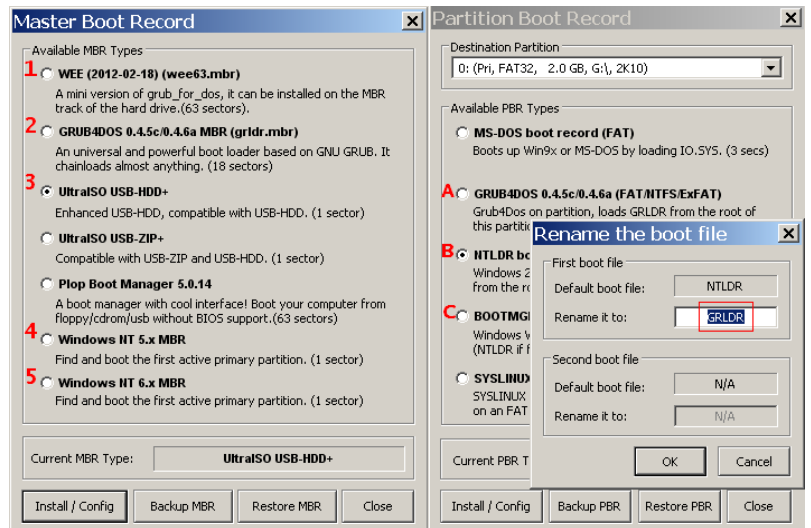 Master Boot Record
Available MBR Types
1 WEE (2012-02-18) (wee63.mbr)
A mini version of grub_for_dos, it can be installed on the MBR
track of the hard drive.(63 sectors).
2 GRUB4DOS 0.4.5c/0.4.6a MBR (grldr.mbr)
An universal and powerful boot loader based on GNU GRUB. It
chainloads almost anything. (18 sectors)
3 UltraISO USB-HDD+
Enhanced USB-HDD, compatible with USB-HDD. (1 sector)
UltraISO USB-ZIP+
Compatible with USB-ZIP and USB-HDD. (1 sector)
Plop Boot Manager 5.0.14
A boot manager with cool interface! Boot your computer from
floppy/cdrom/usb without BIOS support.(63 sectors)
4 Windows NT 5.x MBR
Find and boot the first active primary partition. (1 sector)
5 Windows NT 6.x MBR
Find and boot the first active primary partition. (1 sector)
Current MBR Type: UltraISO USB-HDD+
Install / Config Backup MBR Restore MBR Close
Partition Boot Record
Destination Partition
0: (Pri, FAT32, 2.0 GB, G:\, 2K10)
Available PBR Types
MS-DOS boot record (FAT)
Boots up Win9x or MS-DOS by loading IO.SYS. (3 secs)
A GRUB4DOS 0.4.5c/0.4.6a (FAT/NTFS/ExFAT)
Grub4Dos on partition, loads GRLDR from the root of
this partitic
B NTLDR bo
Windows 2
from the ro
C BOOTMG
Windows V
(NTLDR if f
SYSLINUX
SYSLINUX
on an FAT
Current PBR T
Install / Config Backup PBR Restore PBR Close
Rename the boot file
First boot file
Default boot file: NTLDR
Rename it to: GRLDR
Second boot file
Default boot file: N/A
Rename it to: N/A
OK Cancel